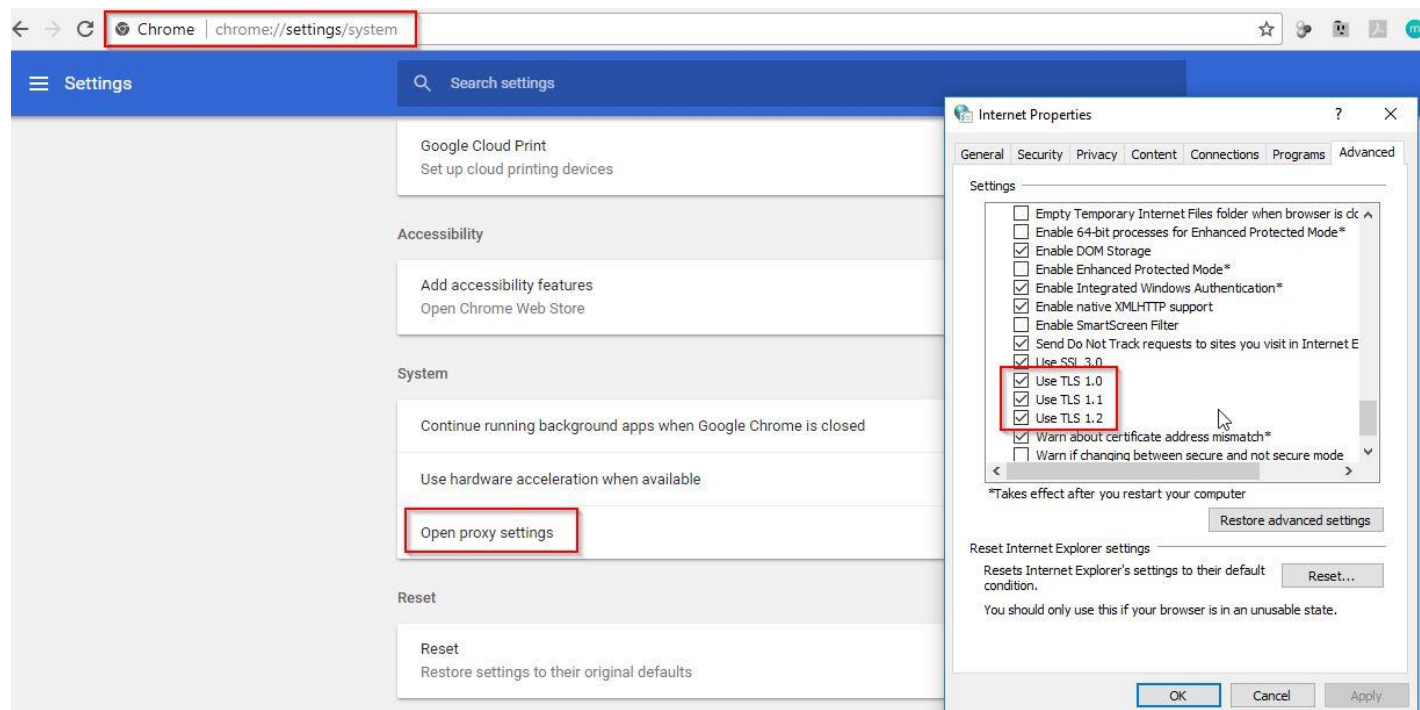 Chrome | chrome://settings/system
Settings
Search settings
Google Cloud Print
Set up cloud printing devices
Accessibility
Add accessibility features
Open Chrome Web Store
System
Continue running background apps when Google Chrome is closed
Use hardware acceleration when available
Open proxy settings
Reset
Reset
Restore settings to their original defaults
Internet Properties
General Security Privacy Content Connections Programs Advanced
Settings
Empty Temporary Internet Files folder when browser is clo
Enable 64-bit processes for Enhanced Protected Mode*
Enable DOM Storage
Enable Enhanced Protected Mode*
Enable Integrated Windows Authentication*
Enable native XMLHTTP support
Enable SmartScreen Filter
Send Do Not Track requests to sites you visit in Internet E
Use SSL 3.0
Use TLS 1.0
Use TLS 1.1
Use TLS 1.2
Warn about certificate address mismatch*
Warn if changing between secure and not secure mode
*Takes effect after you restart your computer
Restore advanced settings
Reset Internet Explorer settings
Resets Internet Explorer's settings to their default
condition.
Reset...
You should only use this if your browser is in an unusable state.
OK Cancel Apply